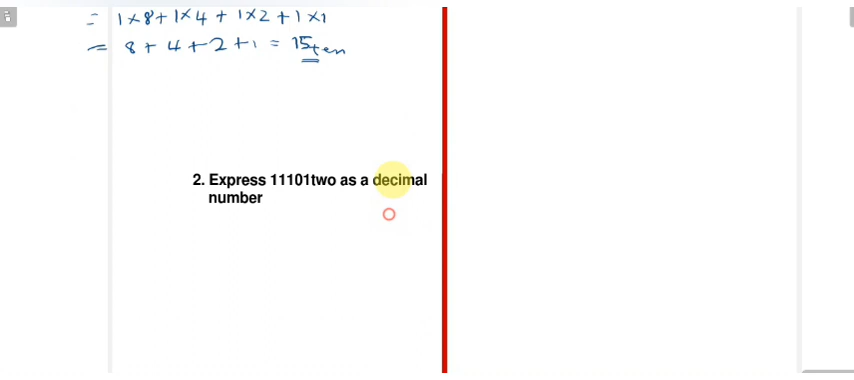 = 1×8+1×4+1×2+1×1
= 8+4+2+1 = 15ten
2. Express 11101two as a decimal
number